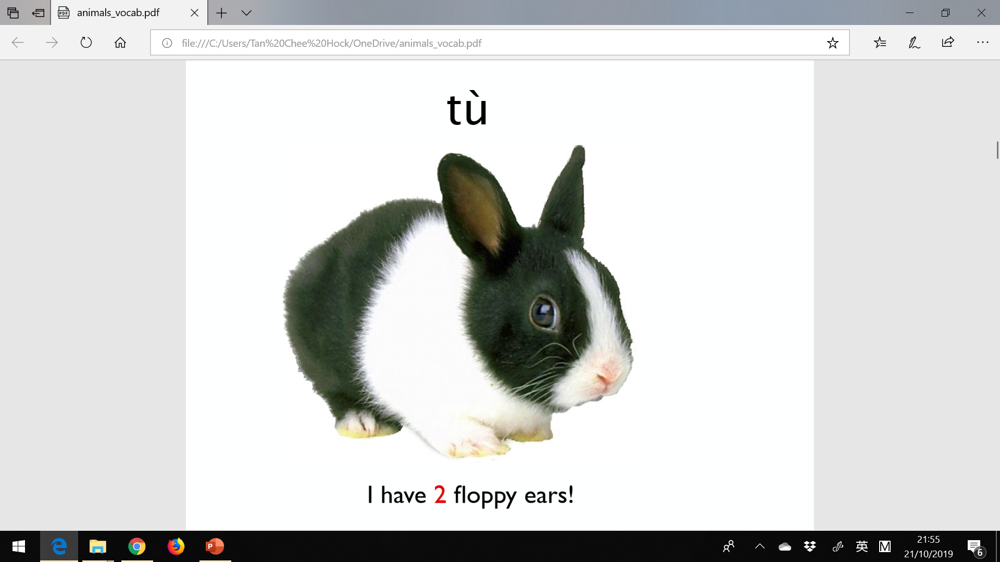 animals_vocab.pdf
file:///C:/Users/Tan%20Chee%20Hock/OneDrive/animals_vocab.pdf
tù
I have 2 floppy ears!
英
21:55
21/10/2019
6